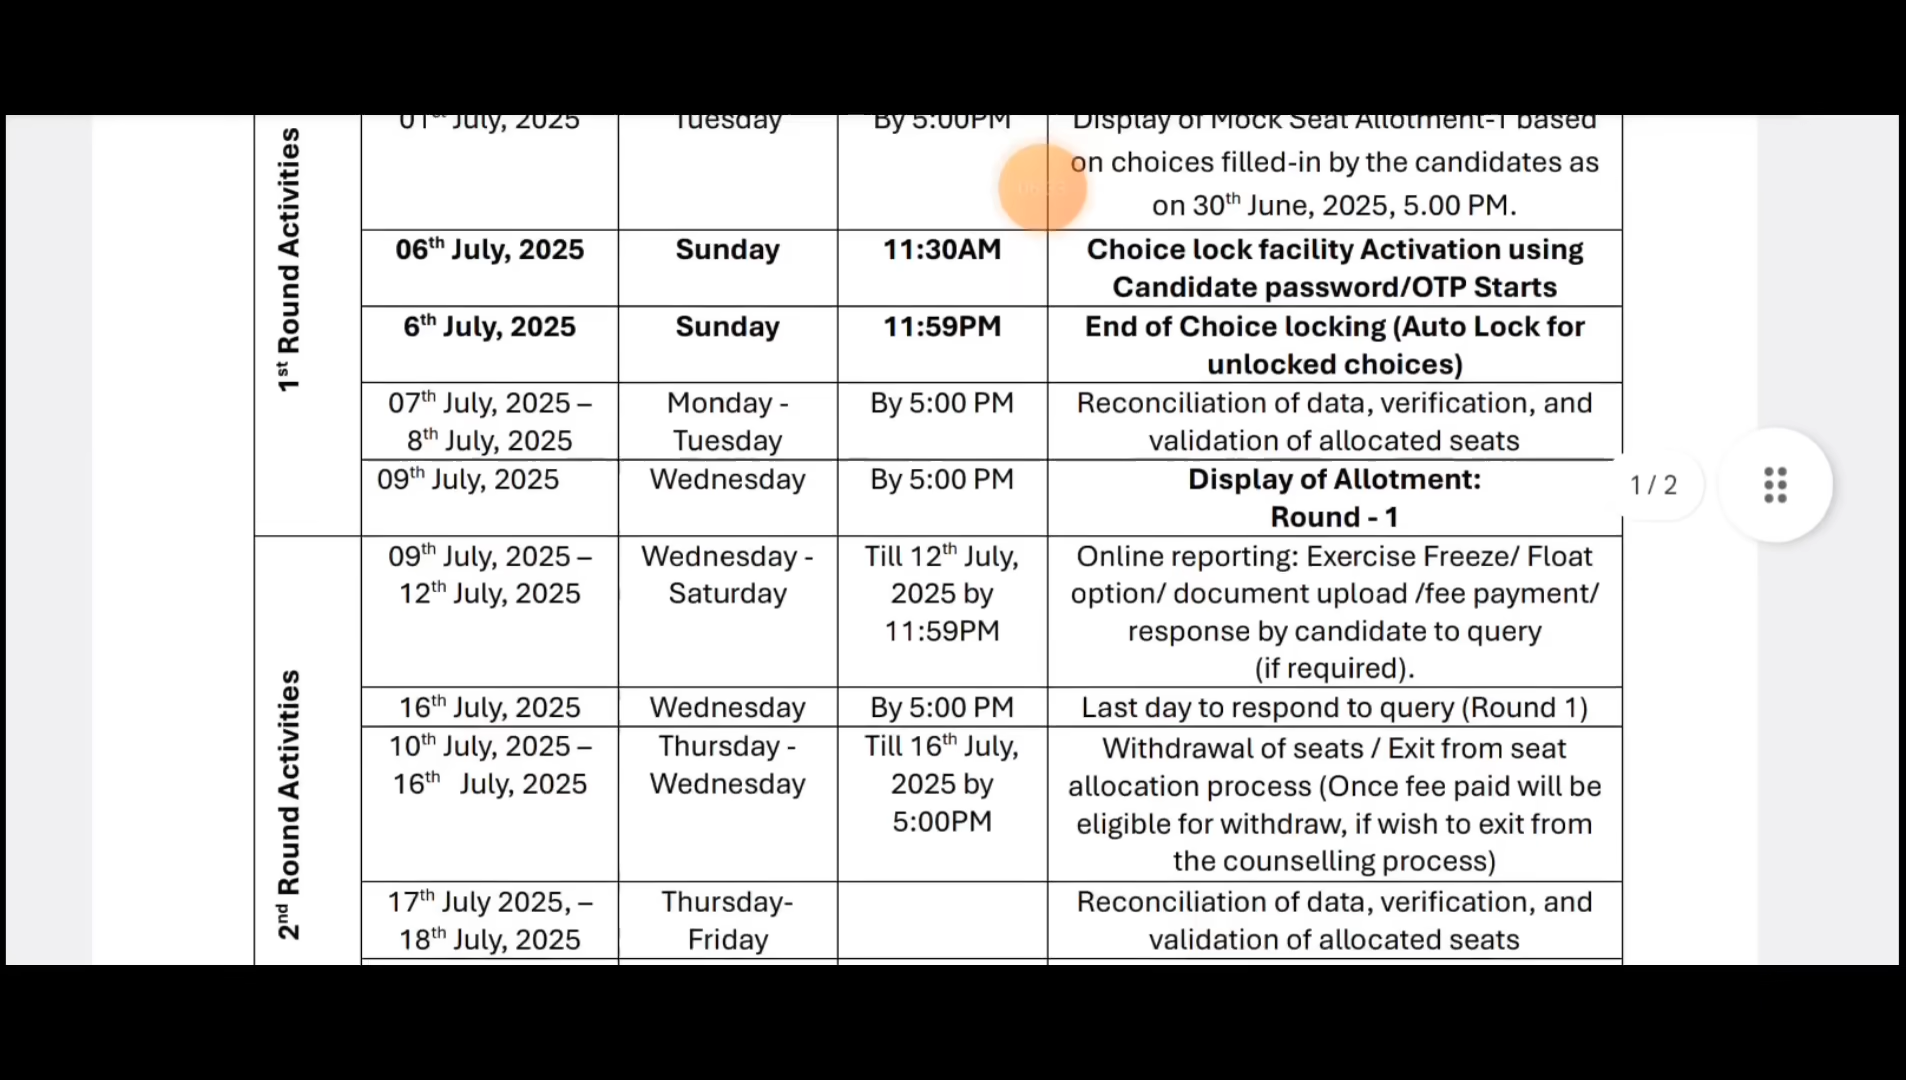 1st Round Activities
01st July, 2025 Tuesday By 5:00PM Display of Mock Seat Allotment-1 based
on choices filled-in by the candidates as
on 30th June, 2025, 5.00 PM.
06th July, 2025 Sunday 11:30AM Choice lock facility Activation using
Candidate password/OTP Starts
6th July, 2025 Sunday 11:59PM End of Choice locking (Auto Lock for
unlocked choices)
07th July, 2025 – Monday - By 5:00 PM Reconciliation of data, verification, and
8th July, 2025 Tuesday validation of allocated seats
09th July, 2025 Wednesday By 5:00 PM Display of Allotment:
Round - 1
1 / 2
2nd Round Activities
09th July, 2025 – Wednesday - Till 12th July, Online reporting: Exercise Freeze/ Float
12th July, 2025 Saturday 2025 by option/ document upload /fee payment/
11:59PM response by candidate to query
(if required).
16th July, 2025 Wednesday By 5:00 PM Last day to respond to query (Round 1)
10th July, 2025 – Thursday - Till 16th July, Withdrawal of seats / Exit from seat
16th July, 2025 Wednesday 2025 by allocation process (Once fee paid will be
5:00PM eligible for withdraw, if wish to exit from
the counselling process)
17th July 2025, – Thursday- Reconciliation of data, verification, and
18th July, 2025 Friday validation of allocated seats